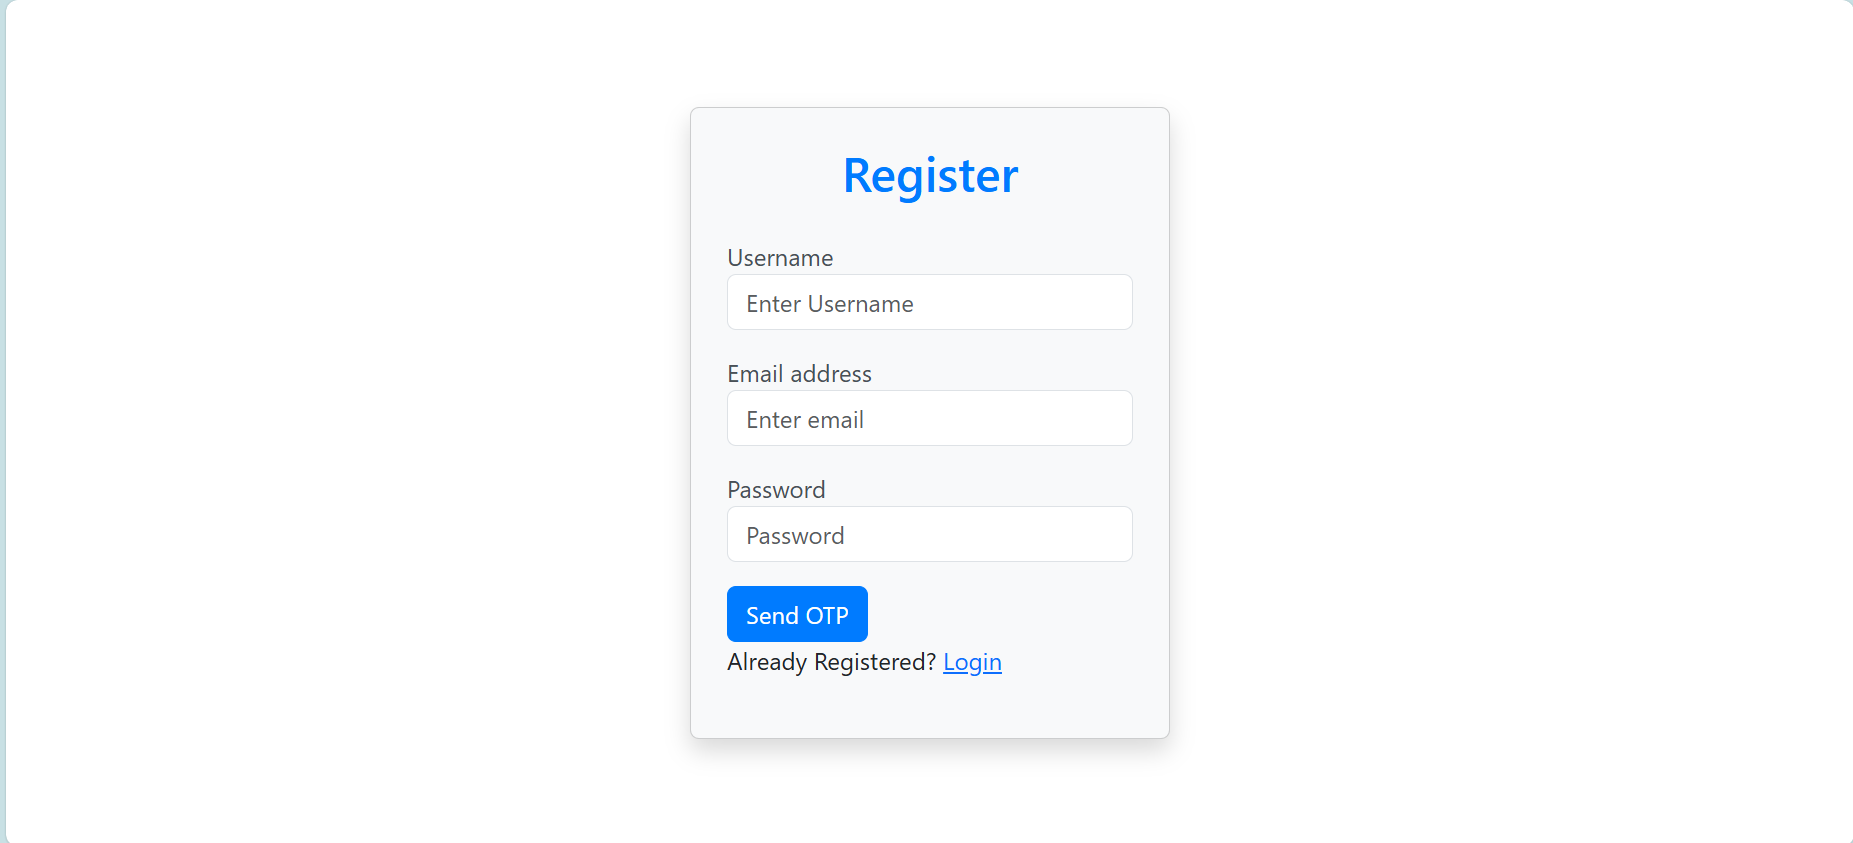 Register
Username
Enter Username
Email address
Enter email
Password
Password
Send OTP
Already Registered? Login